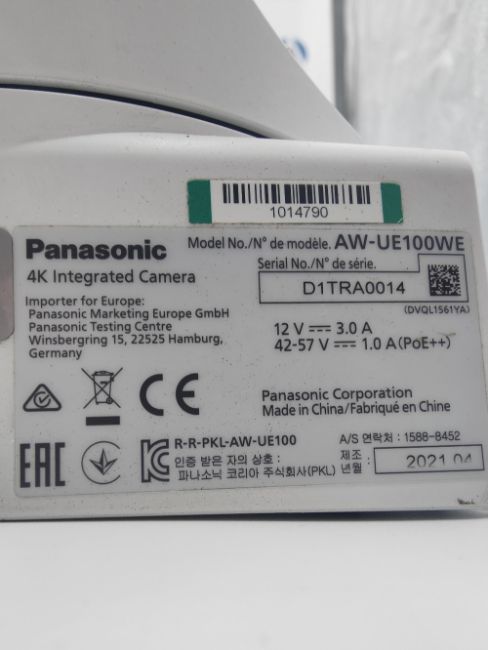 1014790
Panasonic
Model No./N° de modèle. AW-UE100WE
4K Integrated Camera
Serial No./N° de série.
D1TRA0014
(DVQL1561YA)
Importer for Europe:
Panasonic Marketing Europe GmbH
Panasonic Testing Centre
Winsbergring 15, 22525 Hamburg,
Germany
12 V ⎓ 3.0 A
42-57 V ⎓ 1.0 A(PoE++)
CE
Panasonic Corporation
Made in China/Fabriqué en Chine
EAC
R-R-PKL-AW-UE100
인증 받은 자의 상호 :
파나소닉 코리아 주식회사(PKL)
A/S 연락처 : 1588-8452
제조
년월 :
2021 04